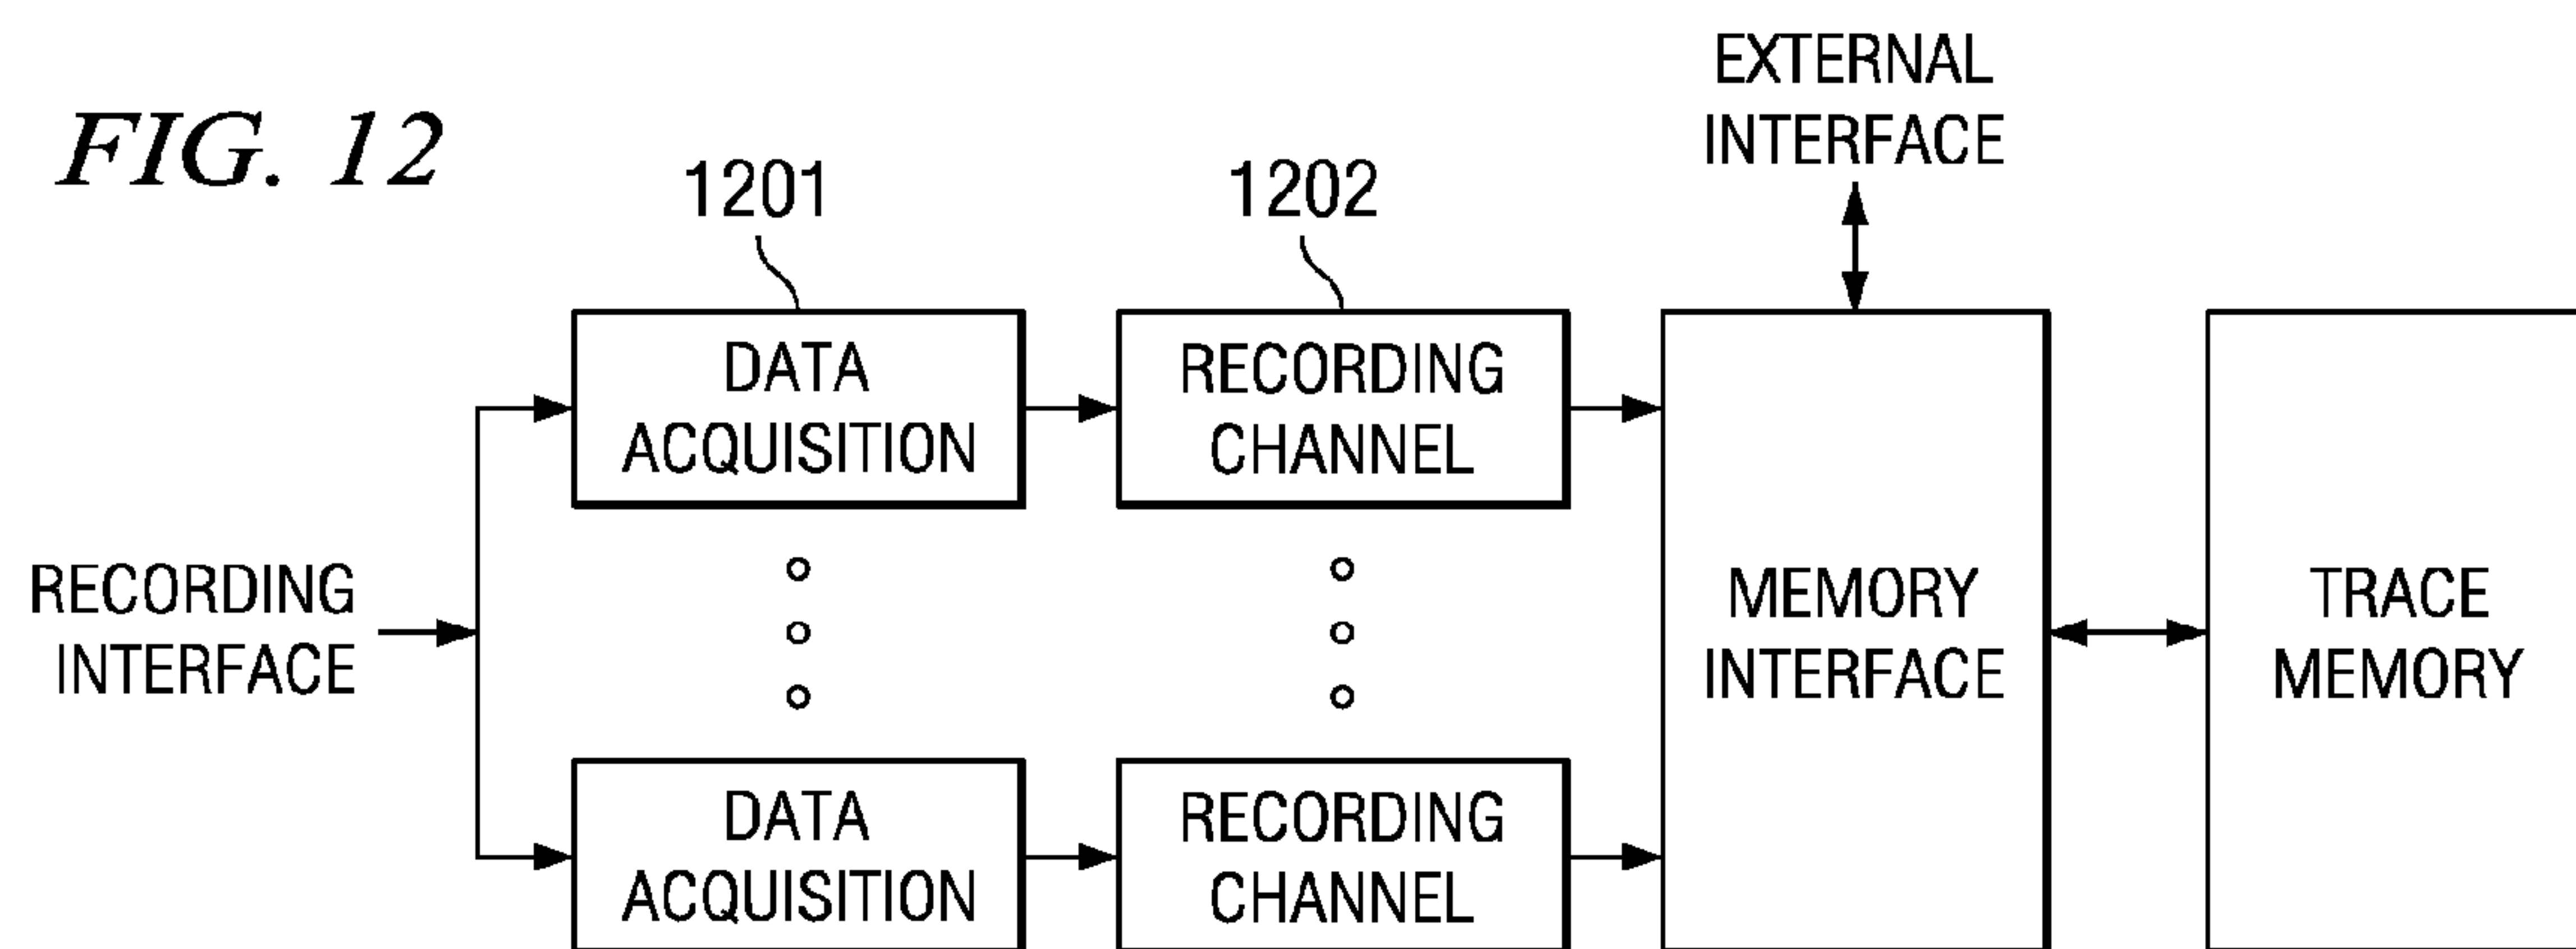 FIG. 12
EXTERNAL
INTERFACE
1201
1202
DATA
ACQUISITION
RECORDING
CHANNEL
RECORDING
INTERFACE
MEMORY
INTERFACE
TRACE
MEMORY
DATA
ACQUISITION
RECORDING
CHANNEL